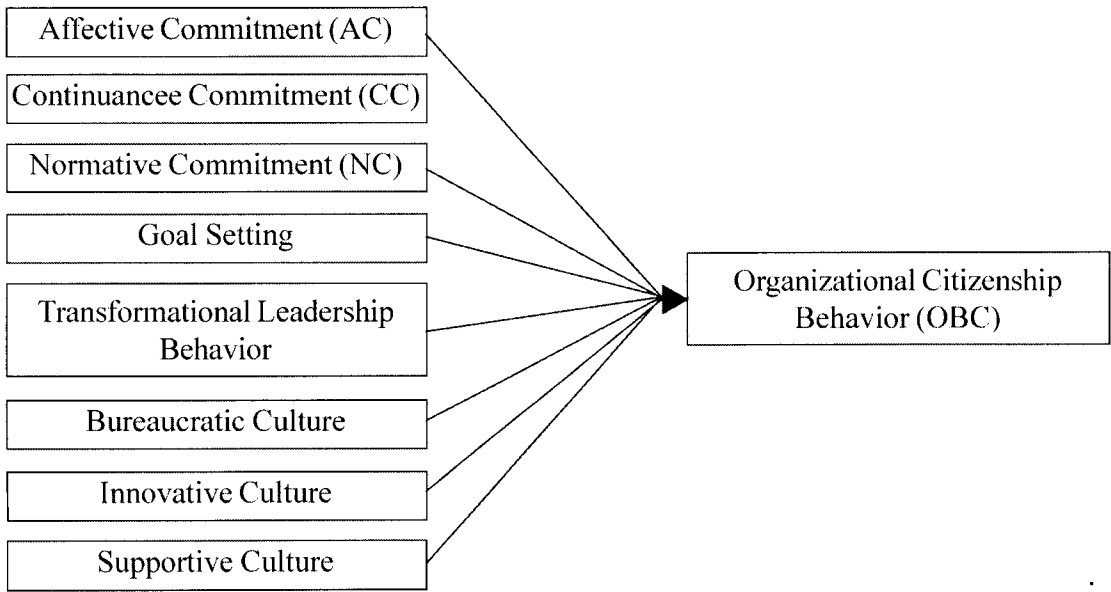 Affective Commitment (AC)
Continuancee Commitment (CC)
Normative Commitment (NC)
Goal Setting
Transformational Leadership
Behavior
Bureaucratic Culture
Innovative Culture
Supportive Culture
Organizational Citizenship
Behavior (OBC)